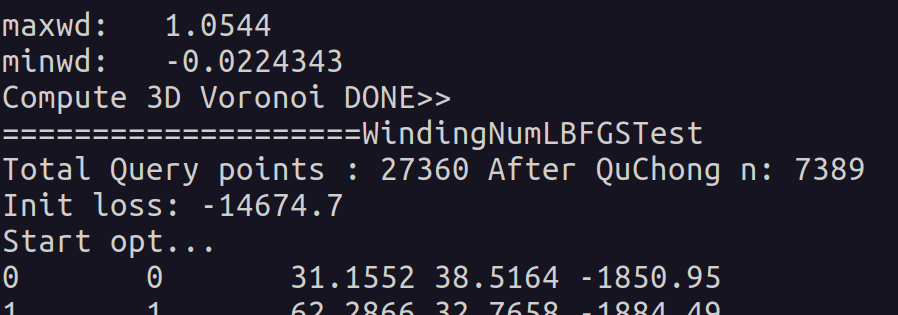 maxwd:   1.0544
minwd:   -0.0224343
Compute 3D Voronoi DONE>>
====================WindingNumLBFGSTest
Total Query points : 27360 After QuChong n: 7389
Init loss: -14674.7
Start opt...
0       0       31.1552 38.5164 -1850.95
1       1       62.2866 32.7658 -1884.49